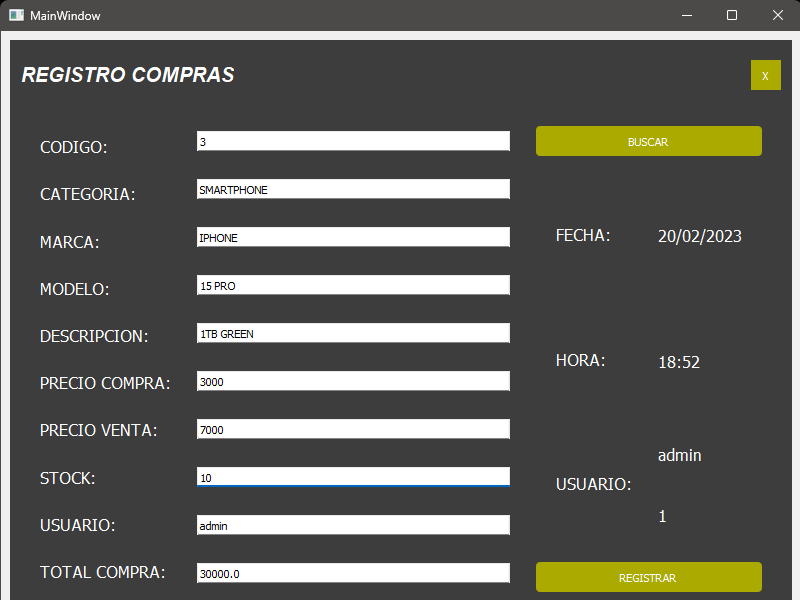 MainWindow
REGISTRO COMPRAS
X
CODIGO: 3
BUSCAR
CATEGORIA: SMARTPHONE
MARCA: IPHONE
FECHA: 20/02/2023
MODELO: 15 PRO
DESCRIPCION: 1TB GREEN
PRECIO COMPRA: 3000
HORA: 18:52
PRECIO VENTA: 7000
STOCK: 10
admin
USUARIO:
1
USUARIO: admin
TOTAL COMPRA: 30000.0
REGISTRAR